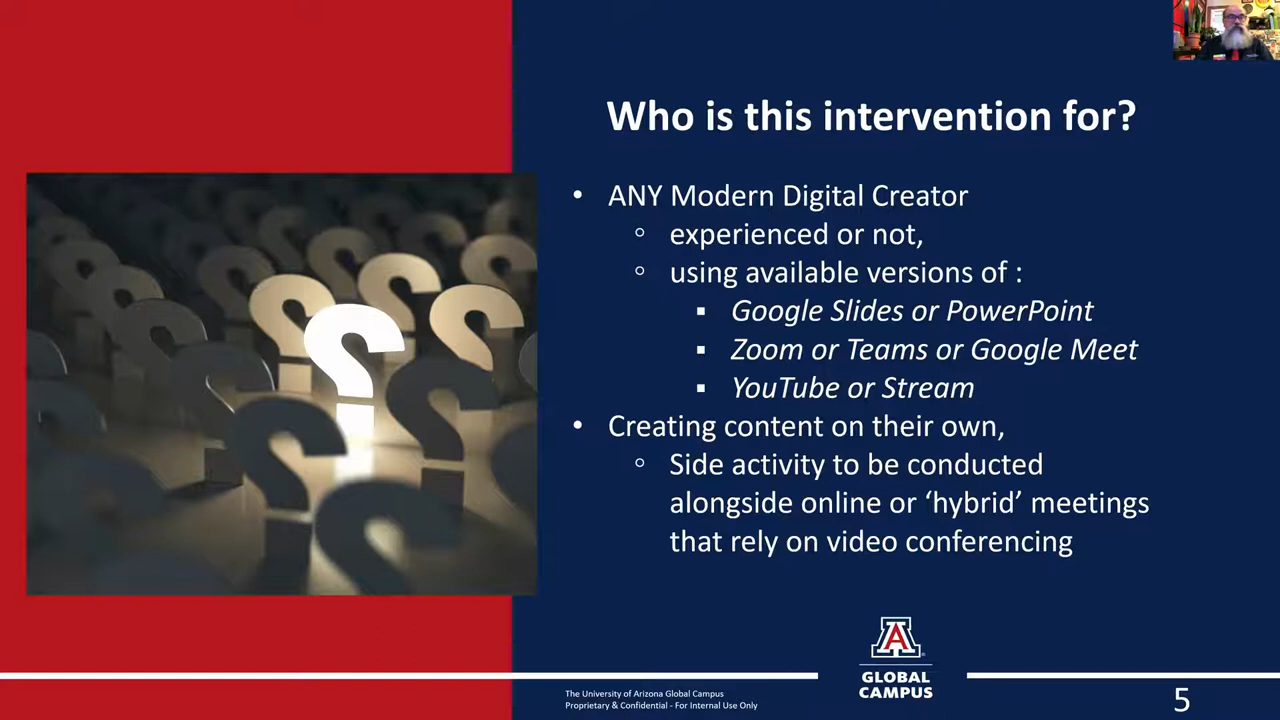 Who is this intervention for?
• ANY Modern Digital Creator
○ experienced or not,
○ using available versions of :
▪ Google Slides or PowerPoint
▪ Zoom or Teams or Google Meet
▪ YouTube or Stream
• Creating content on their own,
○ Side activity to be conducted
alongside online or ‘hybrid’ meetings
that rely on video conferencing
A
GLOBAL
CAMPUS
The University of Arizona Global Campus
Proprietary & Confidential - For Internal Use Only
5